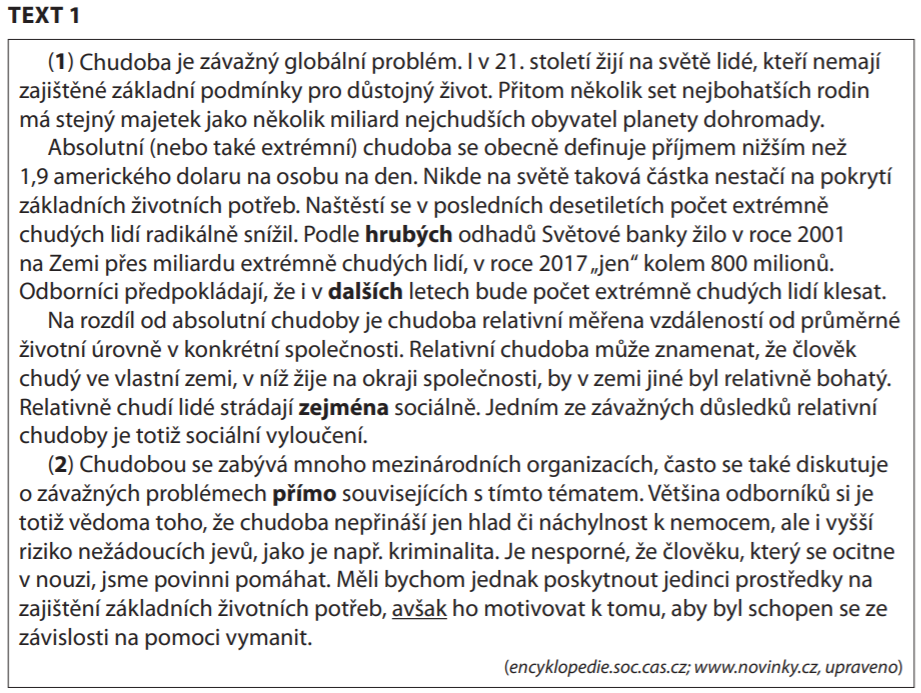 TEXT 1
(1) Chudoba je závažný globální problém. I v 21. století žijí na světě lidé, kteří nemají
zajištěné základní podmínky pro důstojný život. Přitom několik set nejbohatších rodin
má stejný majetek jako několik miliard nejchudších obyvatel planety dohromady.
Absolutní (nebo také extrémní) chudoba se obecně definuje příjmem nižším než
1,9 amerického dolaru na osobu na den. Nikde na světě taková částka nestačí na pokrytí
základních životních potřeb. Naštěstí se v posledních desetiletích počet extrémně
chudých lidí radikálně snížil. Podle hrubých odhadů Světové banky žilo v roce 2001
na Zemi přes miliardu extrémně chudých lidí, v roce 2017 „jen“ kolem 800 milionů.
Odborníci předpokládají, že i v dalších letech bude počet extrémně chudých lidí klesat.
Na rozdíl od absolutní chudoby je chudoba relativní měřena vzdáleností od průměrné
životní úrovně v konkrétní společnosti. Relativní chudoba může znamenat, že člověk
chudý ve vlastní zemi, v níž žije na okraji společnosti, by v zemi jiné byl relativně bohatý.
Relativně chudí lidé strádají zejména sociálně. Jedním ze závažných důsledků relativní
chudoby je totiž sociální vyloučení.
(2) Chudobou se zabývá mnoho mezinárodních organizacích, často se také diskutuje
o závažných problémech přímo souvisejících s tímto tématem. Většina odborníků si je
totiž vědoma toho, že chudoba nepřináší jen hlad či náchylnost k nemocem, ale i vyšší
riziko nežádoucích jevů, jako je např. kriminalita. Je nesporné, že člověku, který se ocitne
v nouzi, jsme povinni pomáhat. Měli bychom jednak poskytnout jedinci prostředky na
zajištění základních životních potřeb, avšak ho motivovat k tomu, aby byl schopen se ze
závislosti na pomoci vymanit.
(encyklopedie.soc.cas.cz; www.novinky.cz, upraveno)